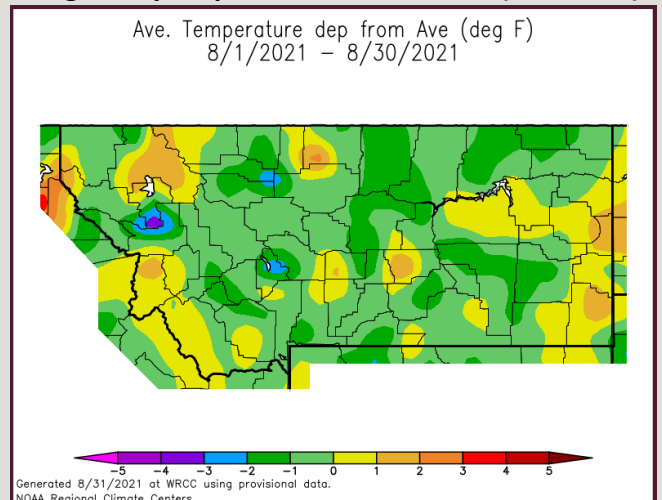 Ave. Temperature dep from Ave (deg F)
8/1/2021 – 8/30/2021
-5 -4 -3 -2 -1 0 1 2 3 4 5
Generated 8/31/2021 at WRCC using provisional data.
NOAA Regional Climate Centers